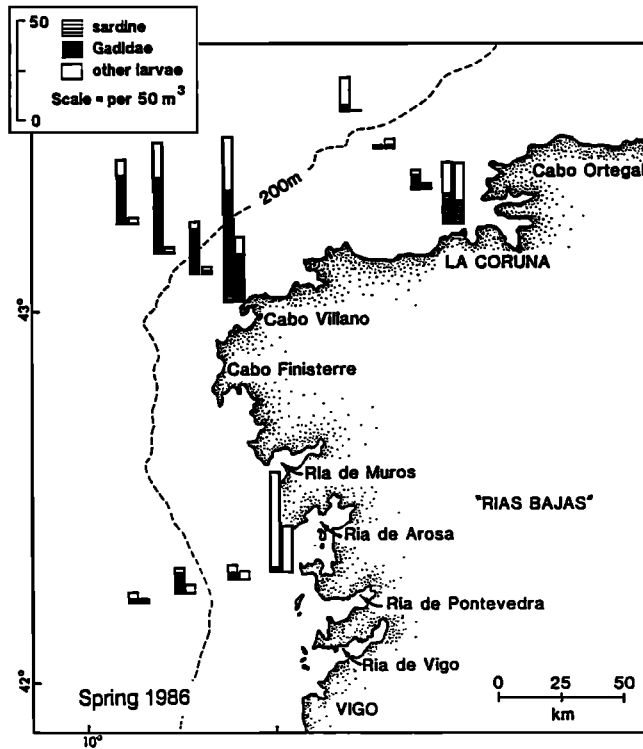 50
0
sardine
Gadidae
other larvae
Scale = per 50 m³
200m
Cabo Ortegal
LA CORUNA
43°
Cabo Villano
Cabo Finisterre
Ria de Muros
"RIAS BAJAS"
Ria de Arosa
Ria de Pontevedra
Ria de Vigo
42°
Spring 1986
VIGO
0 25 50
km
10°